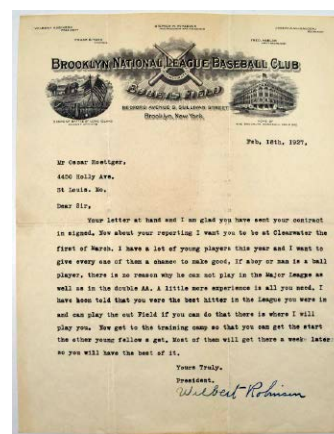 BROOKLYN NATIONAL LEAGUE BASEBALL CLUB
EBBETS FIELD
BEDFORD AVENUE & SULLIVAN STREET
Brooklyn, New York,
Feb. 18th, 1927.
Mr Oscar Roettger,
4400 Holly Ave,
St Louis. Mo,
Dear Sir,
Your letter at hand and I am glad you have sent your contract
in signed. Now about your reporting I want you to be at Clearwater the
first of March. I have a lot of young players this year and I want to
give every one of them a chance to make good, If aboy or man is a ball
player, there is no reason why he can not play in the Major League as
well as in the double AA. A little more experience is all you need, I
have been told that you were the best hitter in the League you were in
and can play the out Field if you can do that there is where I will
play you. Now get to the training camp so that you can get the start
the other young fellow s get. Most of them will get there a week later
so you will have the best of it.
Yours Truly.
President.
Wilbert Robinson